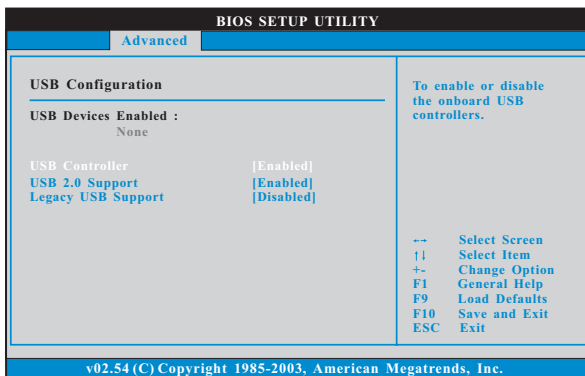 BIOS SETUP UTILITY
Advanced
USB Configuration
USB Devices Enabled :
None
USB Controller [Enabled]
USB 2.0 Support [Enabled]
Legacy USB Support [Disabled]
To enable or disable
the onboard USB
controllers.
←→ Select Screen
↑↓ Select Item
+- Change Option
F1 General Help
F9 Load Defaults
F10 Save and Exit
ESC Exit
v02.54 (C) Copyright 1985-2003, American Megatrends, Inc.